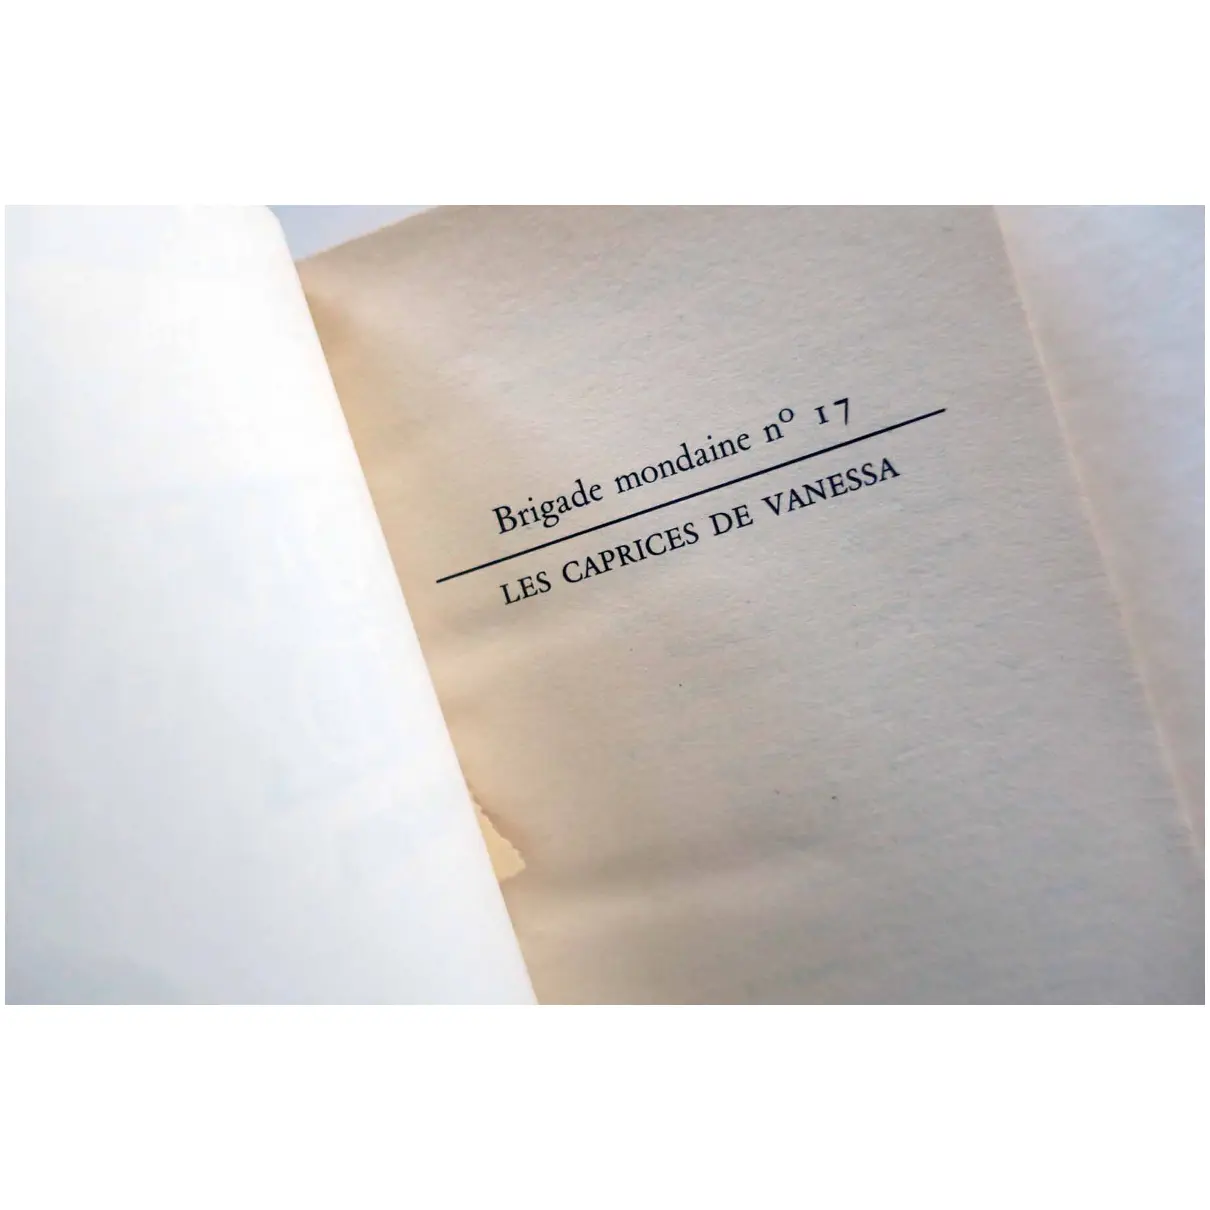 Brigade mondaine nº 17
LES CAPRICES DE VANESSA